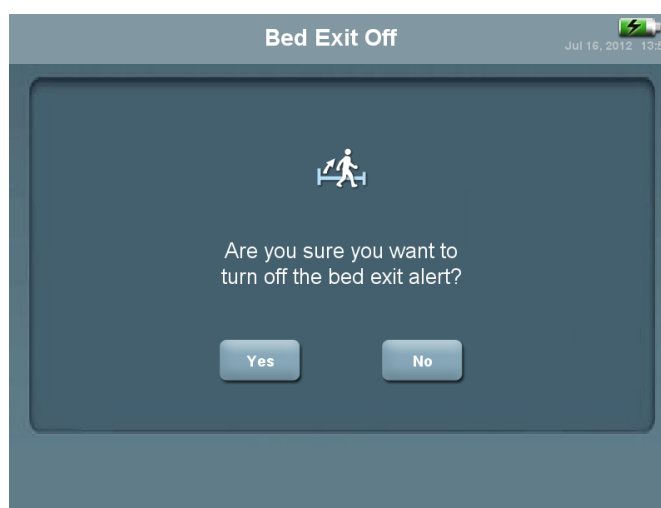 Bed Exit Off
Jul 16, 2012
Are you sure you want to
turn off the bed exit alert?
Yes
No